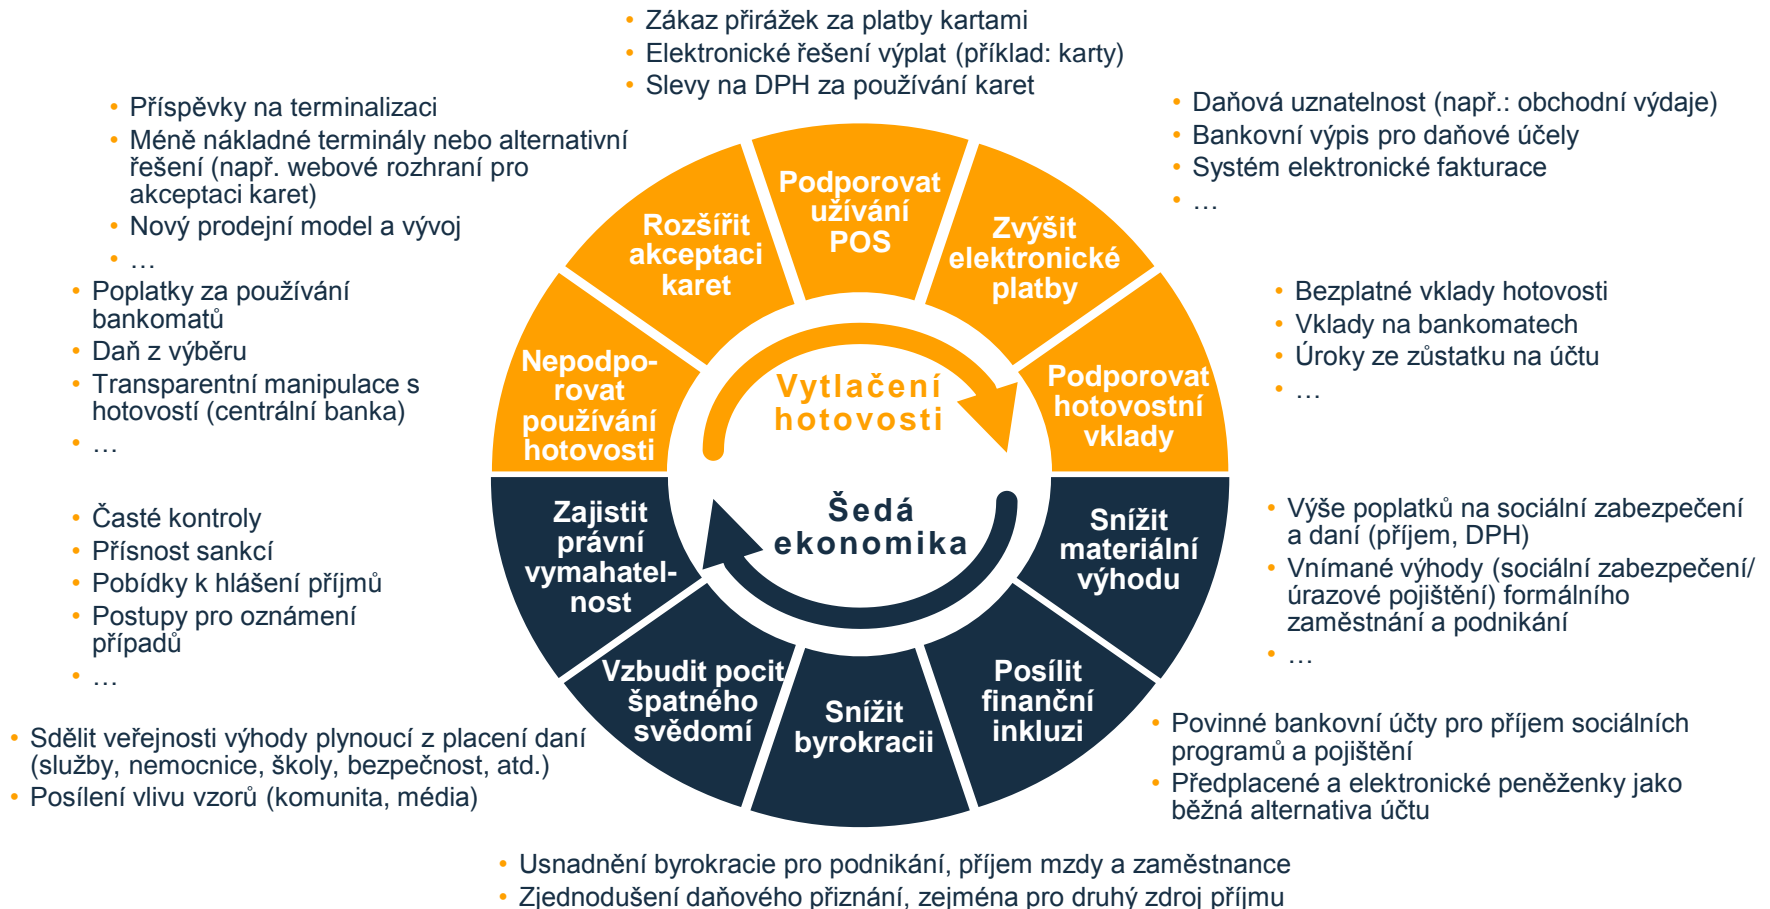 • Zákaz přirážek za platby kartami
• Elektronické řešení výplat (příklad: karty)
• Slevy na DPH za používání karet
• Příspěvky na terminalizaci
• Méně nákladné terminály nebo alternativní
řešení (např. webové rozhraní pro
akceptaci karet)
• Nový prodejní model a vývoj
• …
• Daňová uznatelnost (např.: obchodní výdaje)
• Bankovní výpis pro daňové účely
• Systém elektronické fakturace
• …
• Poplatky za používání
bankomatů
• Daň z výběru
• Transparentní manipulace s
hotovostí (centrální banka)
• …
• Bezplatné vklady hotovosti
• Vklady na bankomatech
• Úroky ze zůstatku na účtu
• …
Nepodpo-
rovat
používání
hotovosti
Rozšířit
akceptaci
karet
Podporovat
užívání
POS
Zvýšit
elektronické
platby
Podporovat
hotovostní
vklady
Vytlačení
hotovosti
Šedá
ekonomika
Zajistit
právní
vymahatel-
nost
Vzbudit pocit
špatného
svědomí
Snížit
byrokracii
Posílit
finanční
inkluzi
Snížit
materiální
výhodu
• Časté kontroly
• Přísnost sankcí
• Pobídky k hlášení příjmů
• Postupy pro oznámení
případů
• …
• Výše poplatků na sociální zabezpečení
a daní (příjem, DPH)
• Vnímané výhody (sociální zabezpečení/
úrazové pojištění) formálního
zaměstnání a podnikání
• …
• Sdělit veřejnosti výhody plynoucí z placení daní
(služby, nemocnice, školy, bezpečnost, atd.)
• Posílení vlivu vzorů (komunita, média)
• Povinné bankovní účty pro příjem sociálních
programů a pojištění
• Předplacené a elektronické peněženky jako
běžná alternativa účtu
• Usnadnění byrokracie pro podnikání, příjem mzdy a zaměstnance
• Zjednodušení daňového přiznání, zejména pro druhý zdroj příjmu